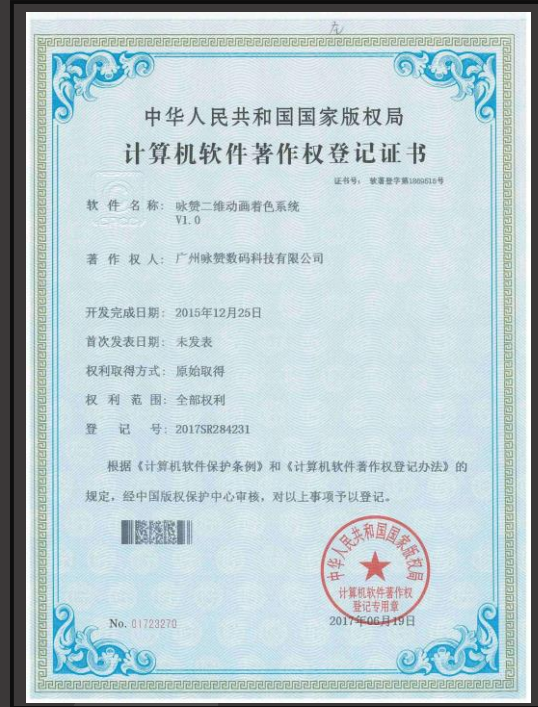 中华人民共和国国家版权局
计算机软件著作权登记证书
证书号： 软著登字第1869515号
软 件 名 称： 咏赞二维动画着色系统
V1.0
著 作 权 人： 广州咏赞数码科技有限公司
开发完成日期： 2015年12月25日
首次发表日期： 未发表
权利取得方式： 原始取得
权 利 范 围： 全部权利
登 记 号： 2017SR284231
根据《计算机软件保护条例》和《计算机软件著作权登记办法》的
规定，经中国版权保护中心审核，对以上事项予以登记。
中华人民共和国国家版权局
计算机软件著作权
登记专用章
No. 01723270
2017年06月19日